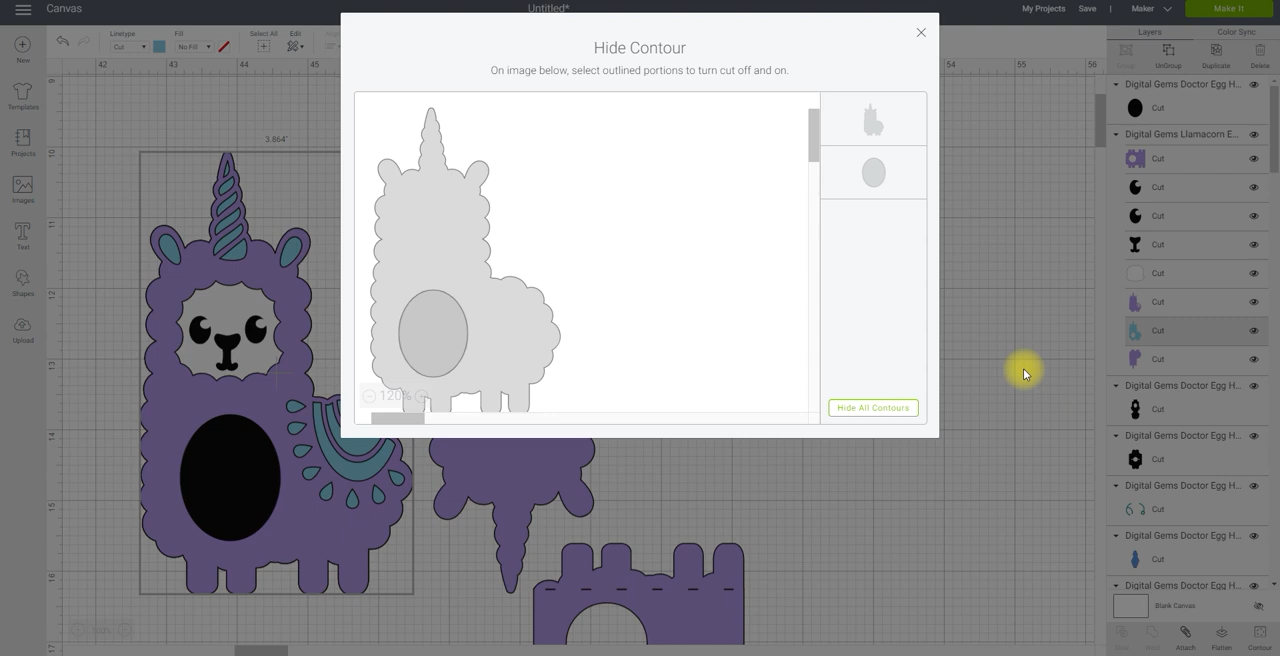 Canvas
Untitled*
My Projects
Save
|
Maker
Make It
New
Templates
Projects
Images
Text
Shapes
Upload
Linetype
Cut
Fill
No Fill
Select All
Edit
42
43
44
45
54
55
56
9
10
11
12
13
14
15
16
17
3.864"
Hide Contour
On image below, select outlined portions to turn cut off and on.
120%
Hide All Contours
Layers
Color Sync
UnGroup
Duplicate
Delete
Digital Gems Doctor Egg H...
Cut
Digital Gems Llamacorn E...
Cut
Cut
Cut
Cut
Cut
Cut
Cut
Cut
Digital Gems Doctor Egg H...
Cut
Digital Gems Doctor Egg H...
Cut
Digital Gems Doctor Egg H...
Cut
Digital Gems Doctor Egg H...
Cut
Digital Gems Doctor Egg H...
Blank Canvas
Attach
Flatten
Contour